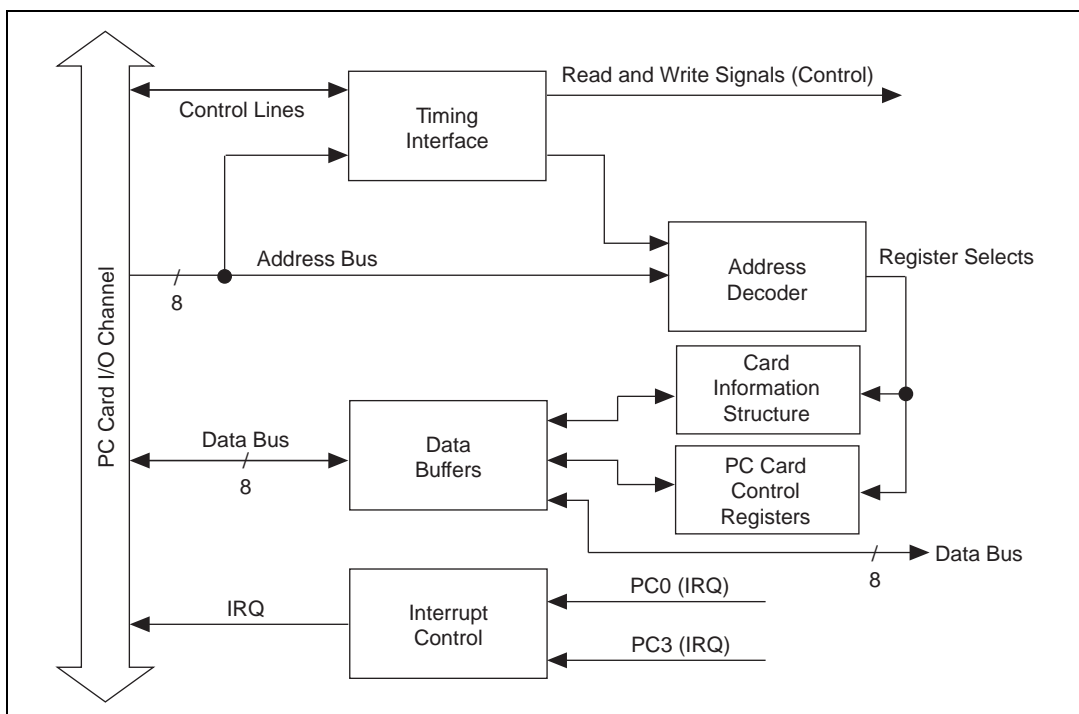 Read and Write Signals (Control)
Control Lines
Timing
Interface
PC Card I/O Channel
Address Bus
8
Address
Decoder
Register Selects
Card
Information
Structure
Data Bus
8
Data
Buffers
PC Card
Control
Registers
8
Data Bus
IRQ
Interrupt
Control
PC0 (IRQ)
PC3 (IRQ)